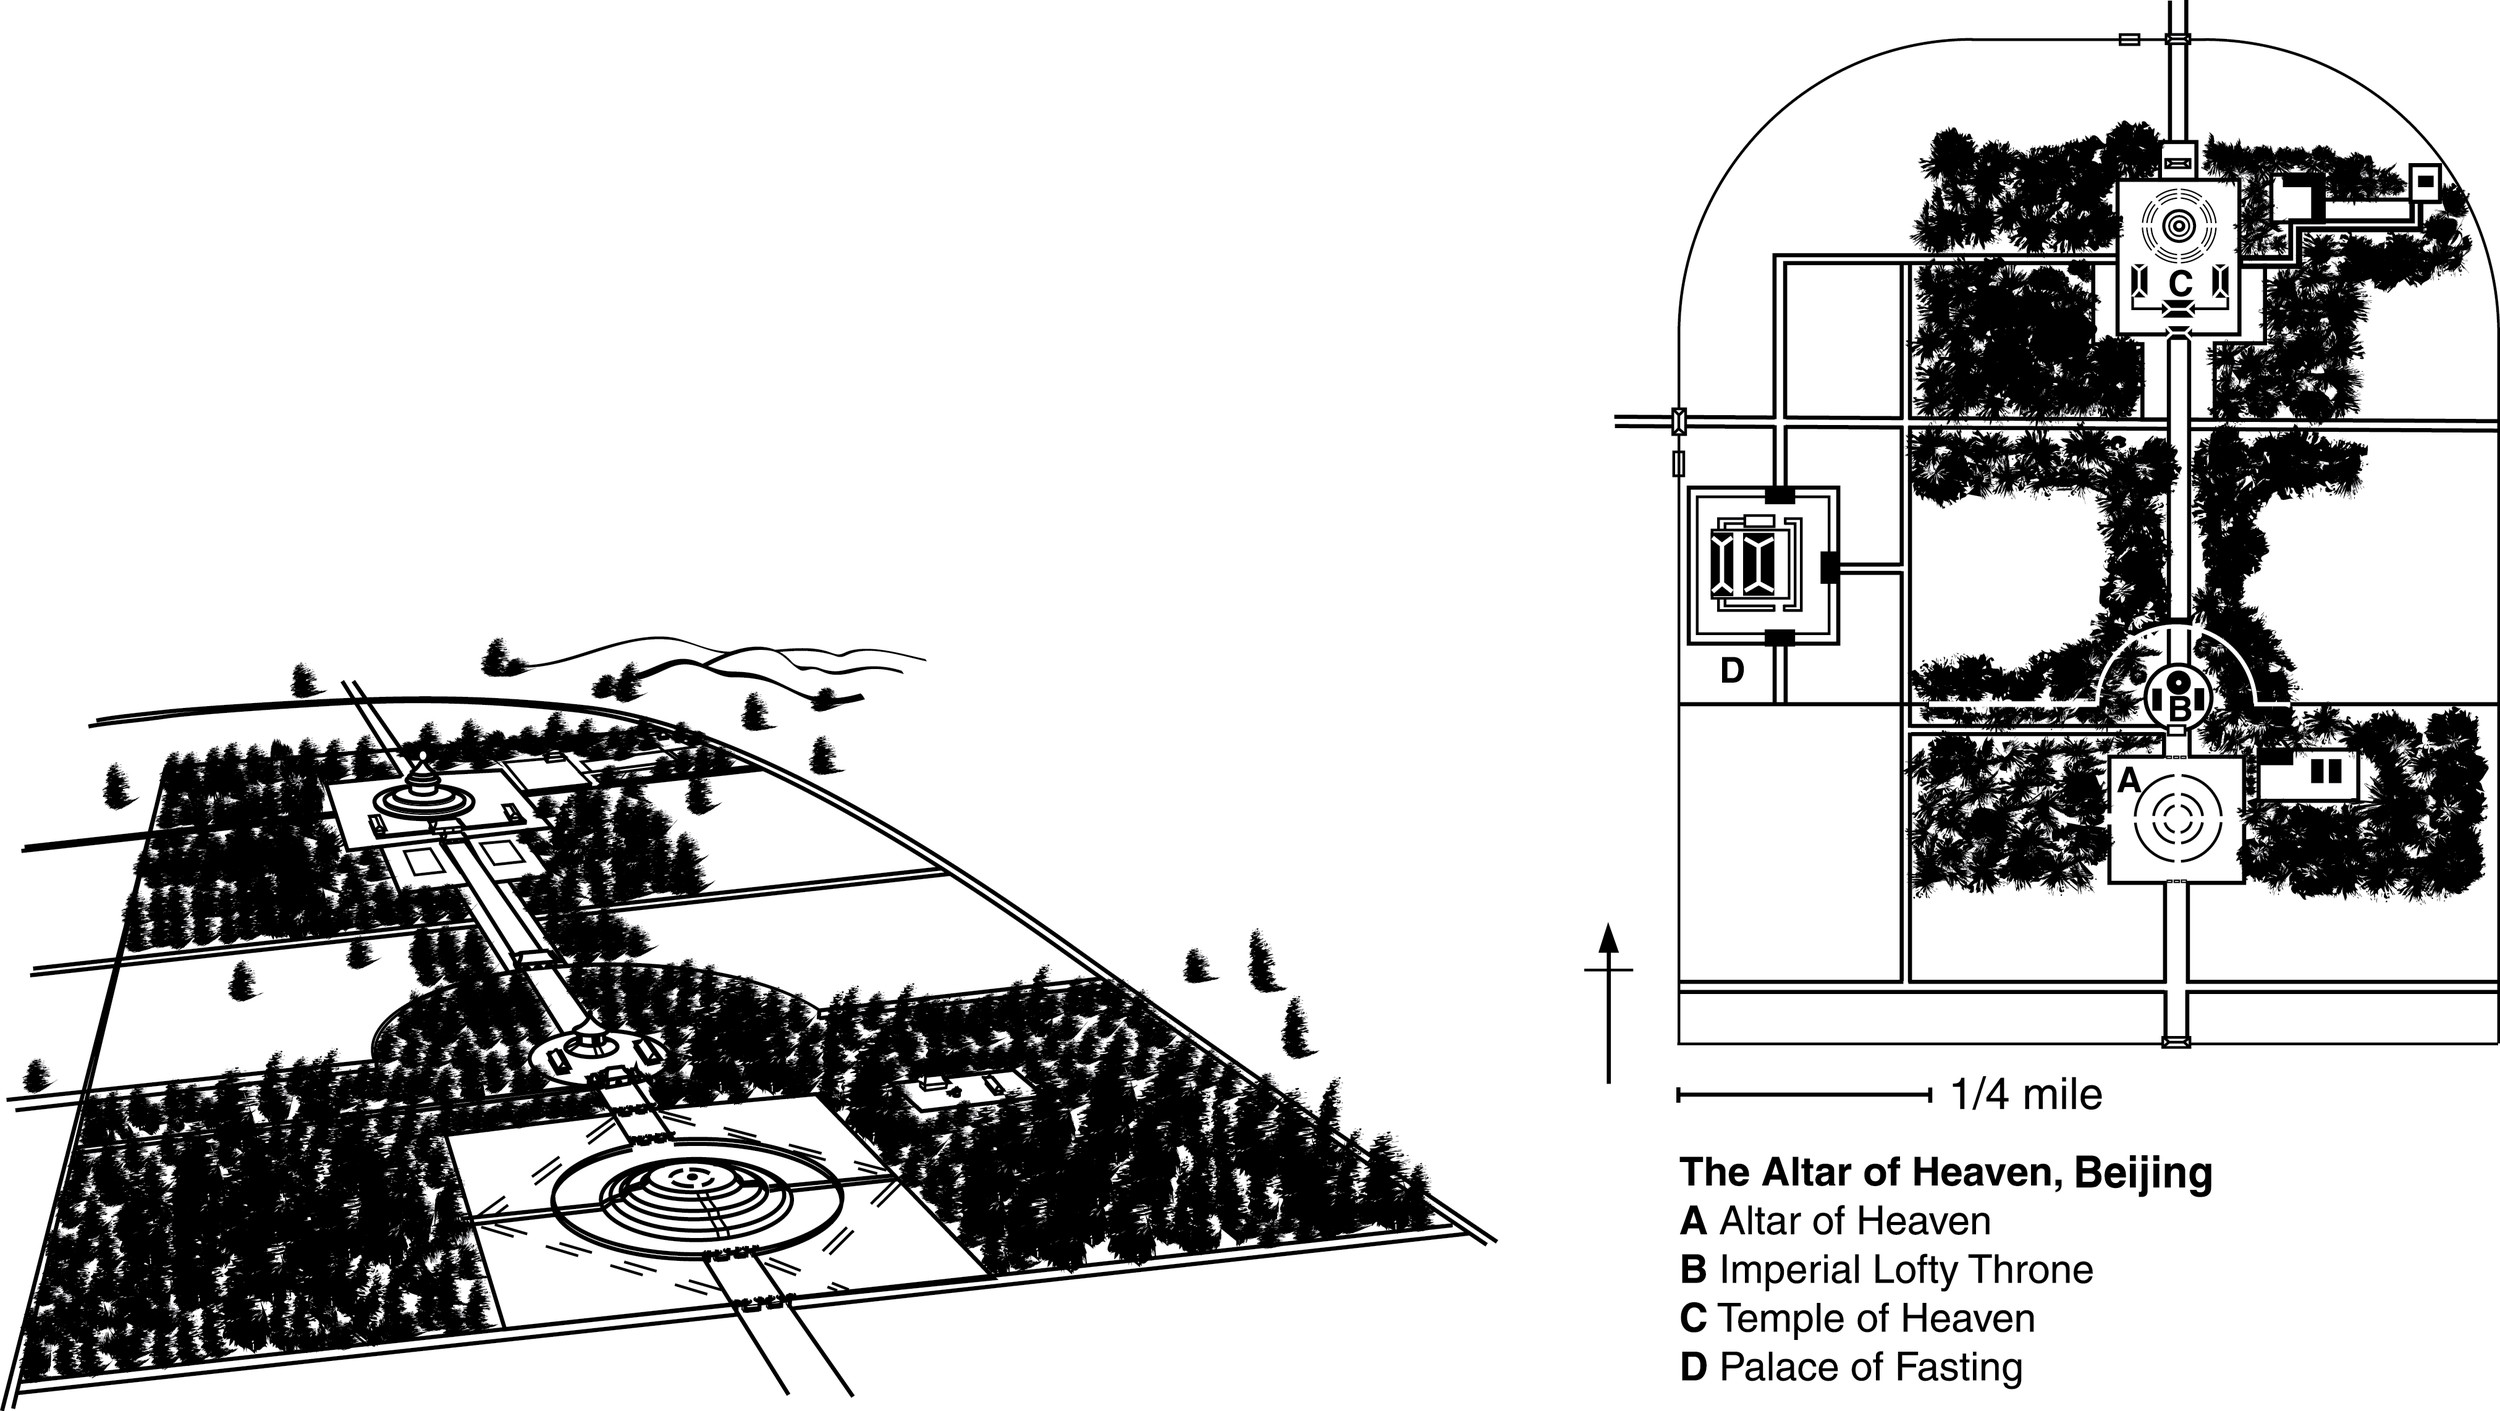 C
D
B
A
1/4 mile
The Altar of Heaven, Beijing
A Altar of Heaven
B Imperial Lofty Throne
C Temple of Heaven
D Palace of Fasting